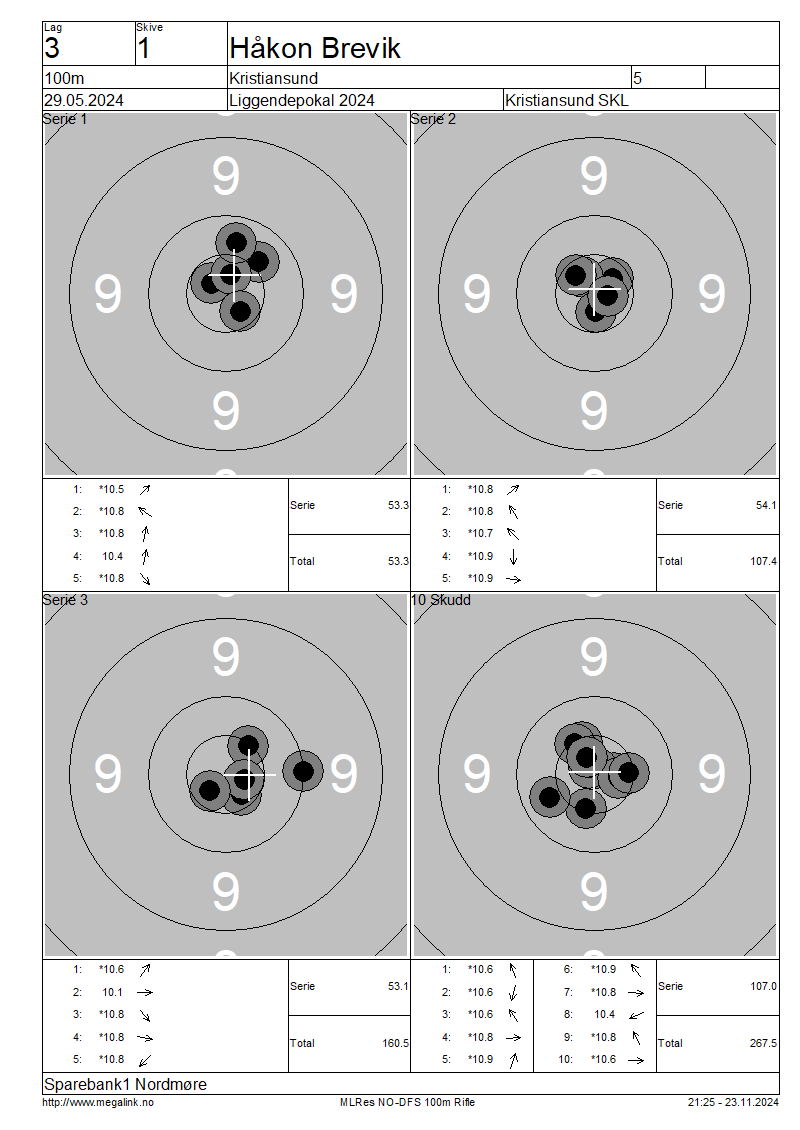 Lag Skive
3 1 Håkon Brevik
100m Kristiansund 5
29.05.2024 Liggendepokal 2024 Kristiansund SKL
Serie 1
9
9 9
9
Serie 2
9
9 9
9
1: *10.5
2: *10.8
3: *10.8
4: 10.4
5: *10.8
Serie 53.3
Total 53.3
1: *10.8
2: *10.8
3: *10.7
4: *10.9
5: *10.9
Serie 54.1
Total 107.4
Serie 3
9
9 9
9
10 Skudd
9
9 9
9
1: *10.6
2: 10.1
3: *10.8
4: *10.8
5: *10.8
Serie 53.1
Total 160.5
1: *10.6
2: *10.6
3: *10.6
4: *10.8
5: *10.9
6: *10.9
7: *10.8
8: 10.4
9: *10.8
10: *10.6
Serie 107.0
Total 267.5
Sparebank1 Nordmøre
http://www.megalink.no MLRes NO-DFS 100m Rifle 21:25 - 23.11.2024